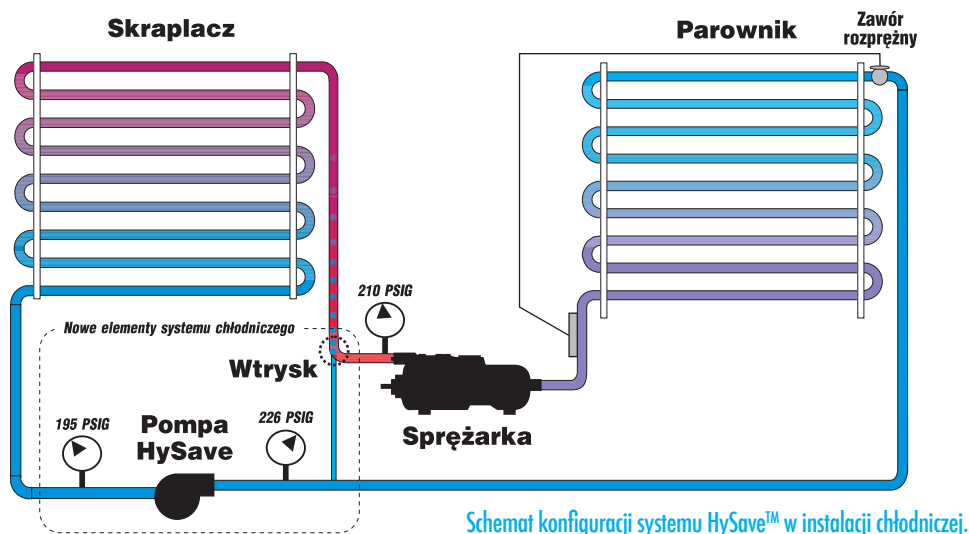 Skraplacz
Parownik
Zawór
rozprężny
210 PSIG
Nowe elementy systemu chłodniczego
Wtrysk
195 PSIG
Pompa
HySave
226 PSIG
Sprężarka
Schemat konfiguracji systemu HySave™ w instalacji chłodniczej.